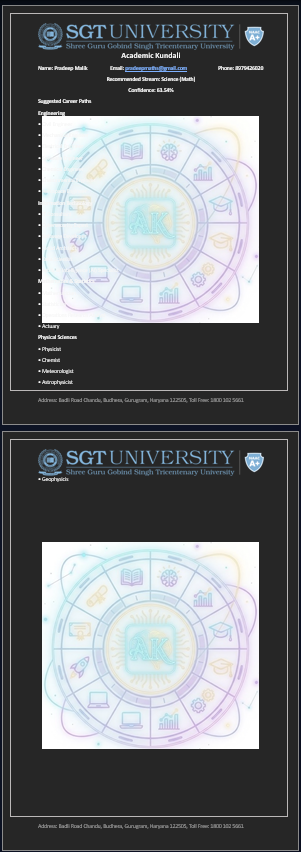 SGT UNIVERSITY
Shree Guru Gobind Singh Tricentenary University
A+
Academic Kundali
Name: Pradeep Malik Email: pradeepmaths@gmail.com Phone: 8979426829
Recommended Stream: Science (Math)
Confidence: 63.54%
Suggested Career Paths
Engineering
AK
• Actuary
Physical Sciences
• Physicist
• Chemist
• Meteorologist
• Astrophysicist
Address: Badli Road Chandu, Budhera, Gurugram, Haryana 122505, Toll Free: 1800 102 5661
SGT UNIVERSITY
Shree Guru Gobind Singh Tricentenary University
A+
• Geophysicis
AK
Address: Badli Road Chandu, Budhera, Gurugram, Haryana 122505, Toll Free: 1800 102 5661